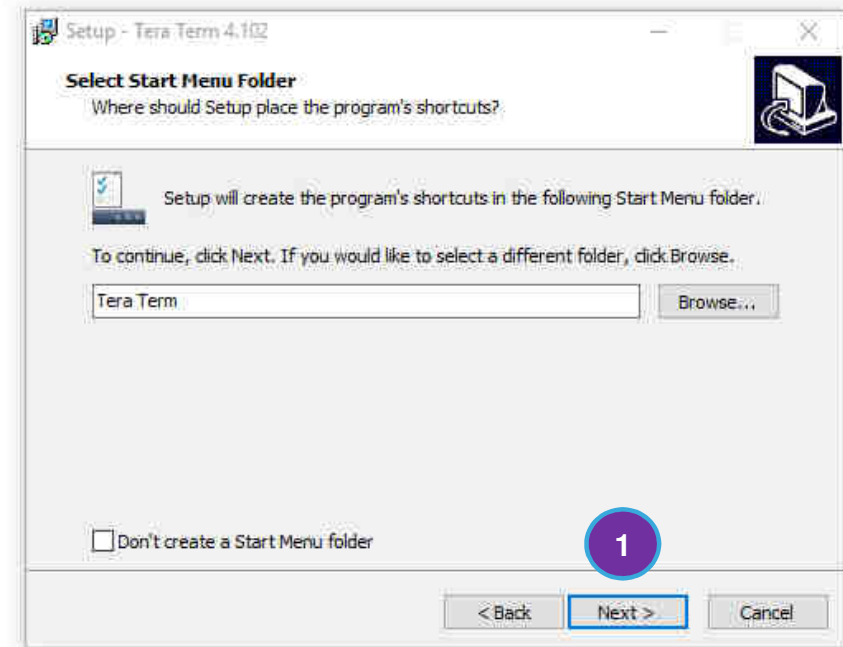 Setup - Tera Term 4.102
Select Start Menu Folder
Where should Setup place the program's shortcuts?
Setup will create the program's shortcuts in the following Start Menu folder.
To continue, click Next. If you would like to select a different folder, click Browse.
Tera Term
Browse...
Don't create a Start Menu folder
1
< Back
Next >
Cancel